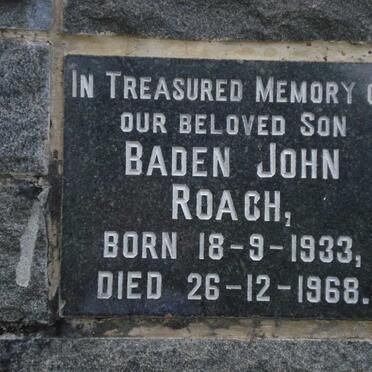 IN TREASURED MEMORY O
OUR BELOVED SON
BADEN JOHN
ROACH,
BORN 18-9-1933,
DIED 26-12-1968.